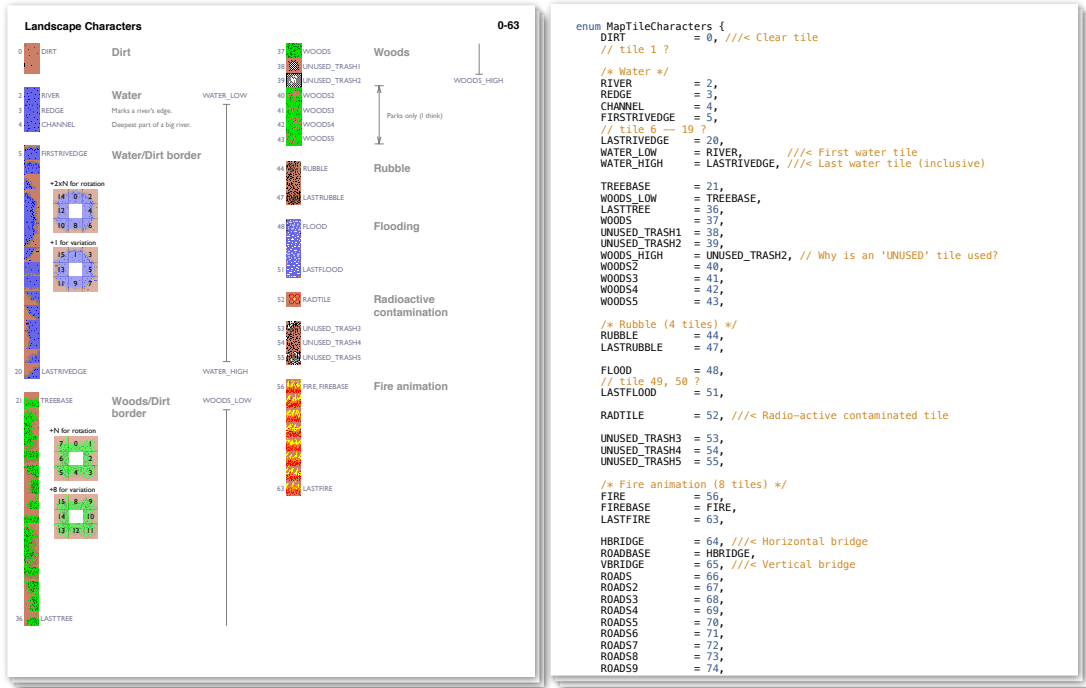 Landscape Characters
0-63
0 DIRT
Dirt
2 RIVER
Water
WATER_LOW
3 REDGE
Marks a river's edge.
4 CHANNEL
Deepest part of a big river.
5 FIRSTRIVEDGE
Water/Dirt border
+2xN for rotation
14 0 2
12 4
10 8 6
+1 for variation
15 1 3
13 5
11 9 7
20 LASTRIVEDGE
WATER_HIGH
21 TREEBASE
Woods/Dirt
border
WOODS_LOW
+N for rotation
7 0 1
6 2
5 4 3
+8 for variation
15 8 9
14 10
13 12 11
36 LASTTREE
37 WOODS
Woods
38 UNUSED_TRASH1
39 UNUSED_TRASH2
WOODS_HIGH
40 WOODS2
41 WOODS3
Parks only (I think)
42 WOODS4
43 WOODS5
44 RUBBLE
Rubble
47 LASTRUBBLE
48 FLOOD
Flooding
51 LASTFLOOD
52 RADTILE
Radioactive
contamination
53 UNUSED_TRASH3
54 UNUSED_TRASH4
55 UNUSED_TRASH5
56 FIRE, FIREBASE
Fire animation
63 LASTFIRE
enum MapTileCharacters {
DIRT = 0, ///< Clear tile
// tile 1 ?
/* Water */
RIVER = 2,
REDGE = 3,
CHANNEL = 4,
FIRSTRIVEDGE = 5,
// tile 6 –– 19 ?
LASTRIVEDGE = 20,
WATER_LOW = RIVER, ///< First water tile
WATER_HIGH = LASTRIVEDGE, ///< Last water tile (inclusive)
TREEBASE = 21,
WOODS_LOW = TREEBASE,
LASTTREE = 36,
WOODS = 37,
UNUSED_TRASH1 = 38,
UNUSED_TRASH2 = 39,
WOODS_HIGH = UNUSED_TRASH2, // Why is an 'UNUSED' tile used?
WOODS2 = 40,
WOODS3 = 41,
WOODS4 = 42,
WOODS5 = 43,
/* Rubble (4 tiles) */
RUBBLE = 44,
LASTRUBBLE = 47,
FLOOD = 48,
// tile 49, 50 ?
LASTFLOOD = 51,
RADTILE = 52, ///< Radio-active contaminated tile
UNUSED_TRASH3 = 53,
UNUSED_TRASH4 = 54,
UNUSED_TRASH5 = 55,
/* Fire animation (8 tiles) */
FIRE = 56,
FIREBASE = FIRE,
LASTFIRE = 63,
HBRIDGE = 64, ///< Horizontal bridge
ROADBASE = HBRIDGE,
VBRIDGE = 65, ///< Vertical bridge
ROADS = 66,
ROADS2 = 67,
ROADS3 = 68,
ROADS4 = 69,
ROADS5 = 70,
ROADS6 = 71,
ROADS7 = 72,
ROADS8 = 73,
ROADS9 = 74,